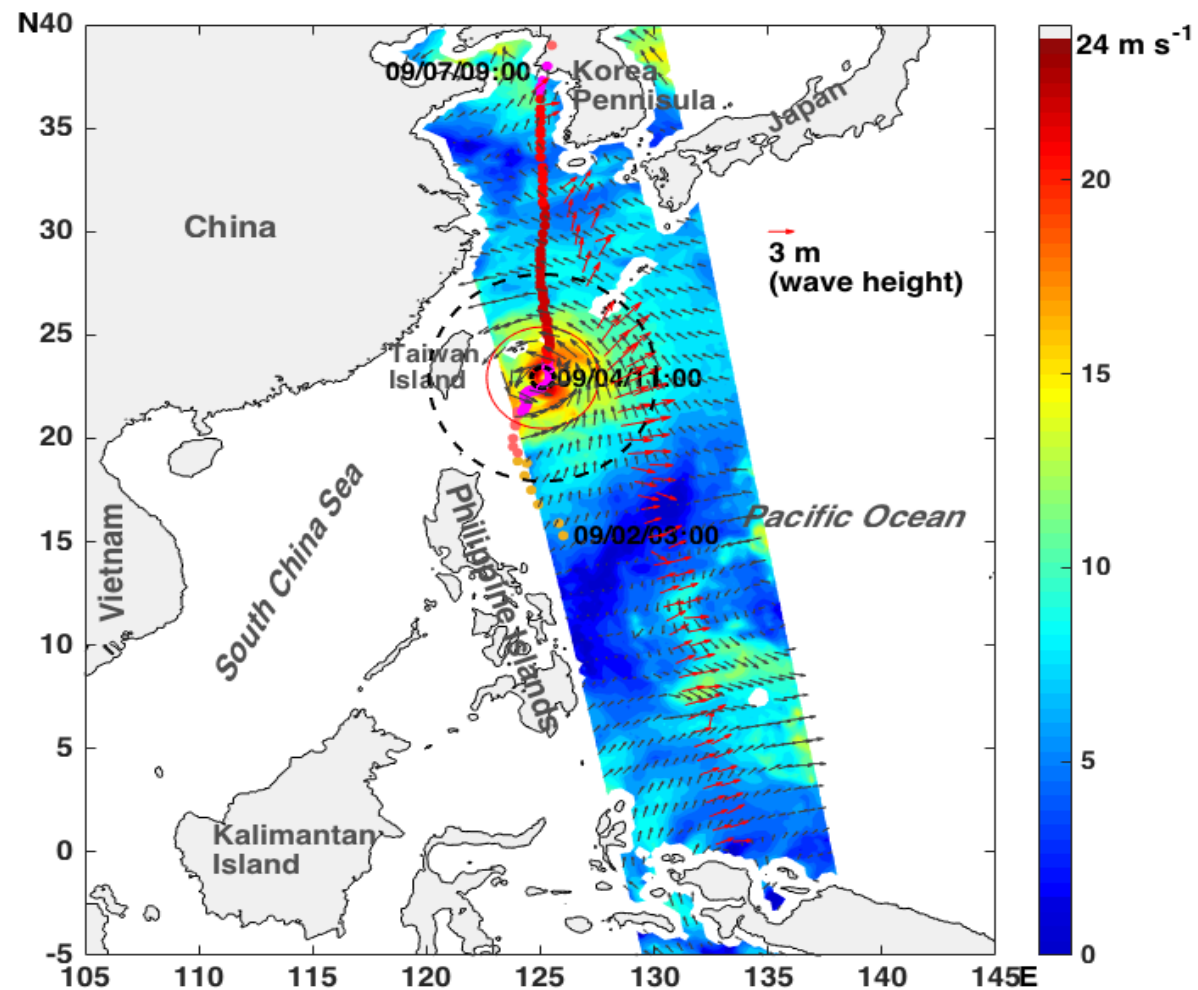 N40
35
30
25
20
15
10
5
0
-5
105
110
115
120
125
130
135
140
145E
24 m s-1
20
15
10
5
0
09/07/09:00
Korea
Pennisula
Japan
China
3 m
(wave height)
Taiwan
Island
09/04/11:00
09/02/03:00
Pacific Ocean
Vietnam
South China Sea
Philippine Islands
Kalimantan
Island